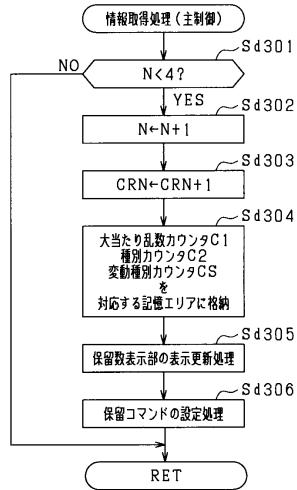 情報取得処理(主制御)
Sd301
NO
N<4?
YES
Sd302
N←N+1
Sd303
CRN←CRN+1
Sd304
大当たり乱数カウンタC1
種別カウンタC2
変動種別カウンタCS
を
対応する記憶エリアに格納
Sd305
保留数表示部の表示更新処理
Sd306
保留コマンドの設定処理
RET